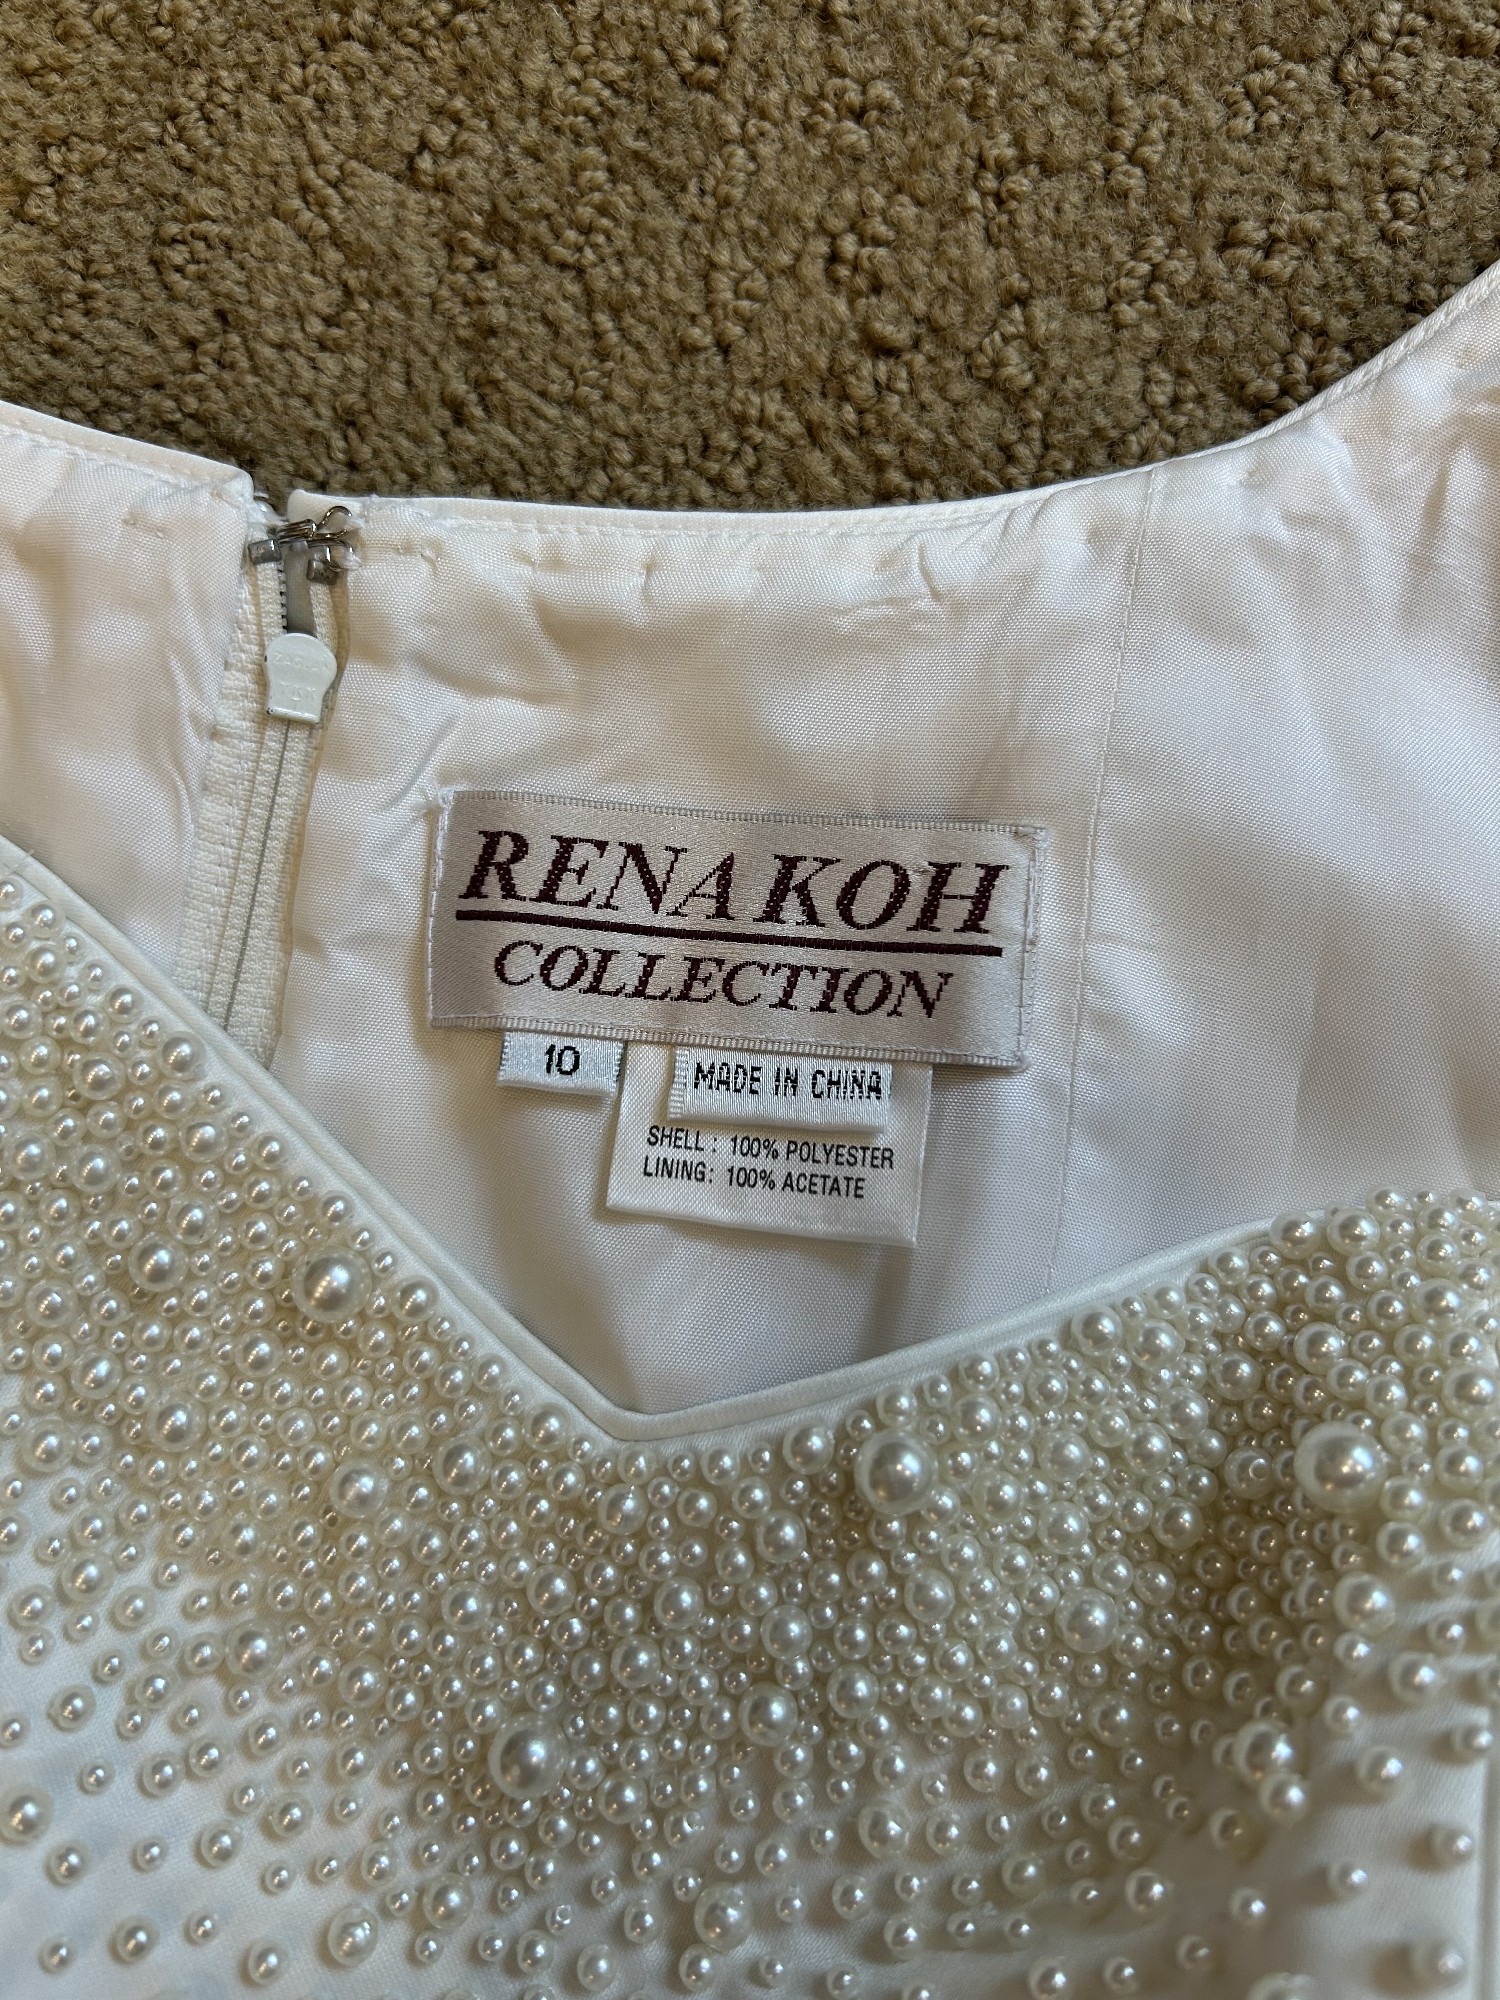 RENA KOH
COLLECTION
10
MADE IN CHINA
SHELL : 100% POLYESTER
LINING: 100% ACETATE